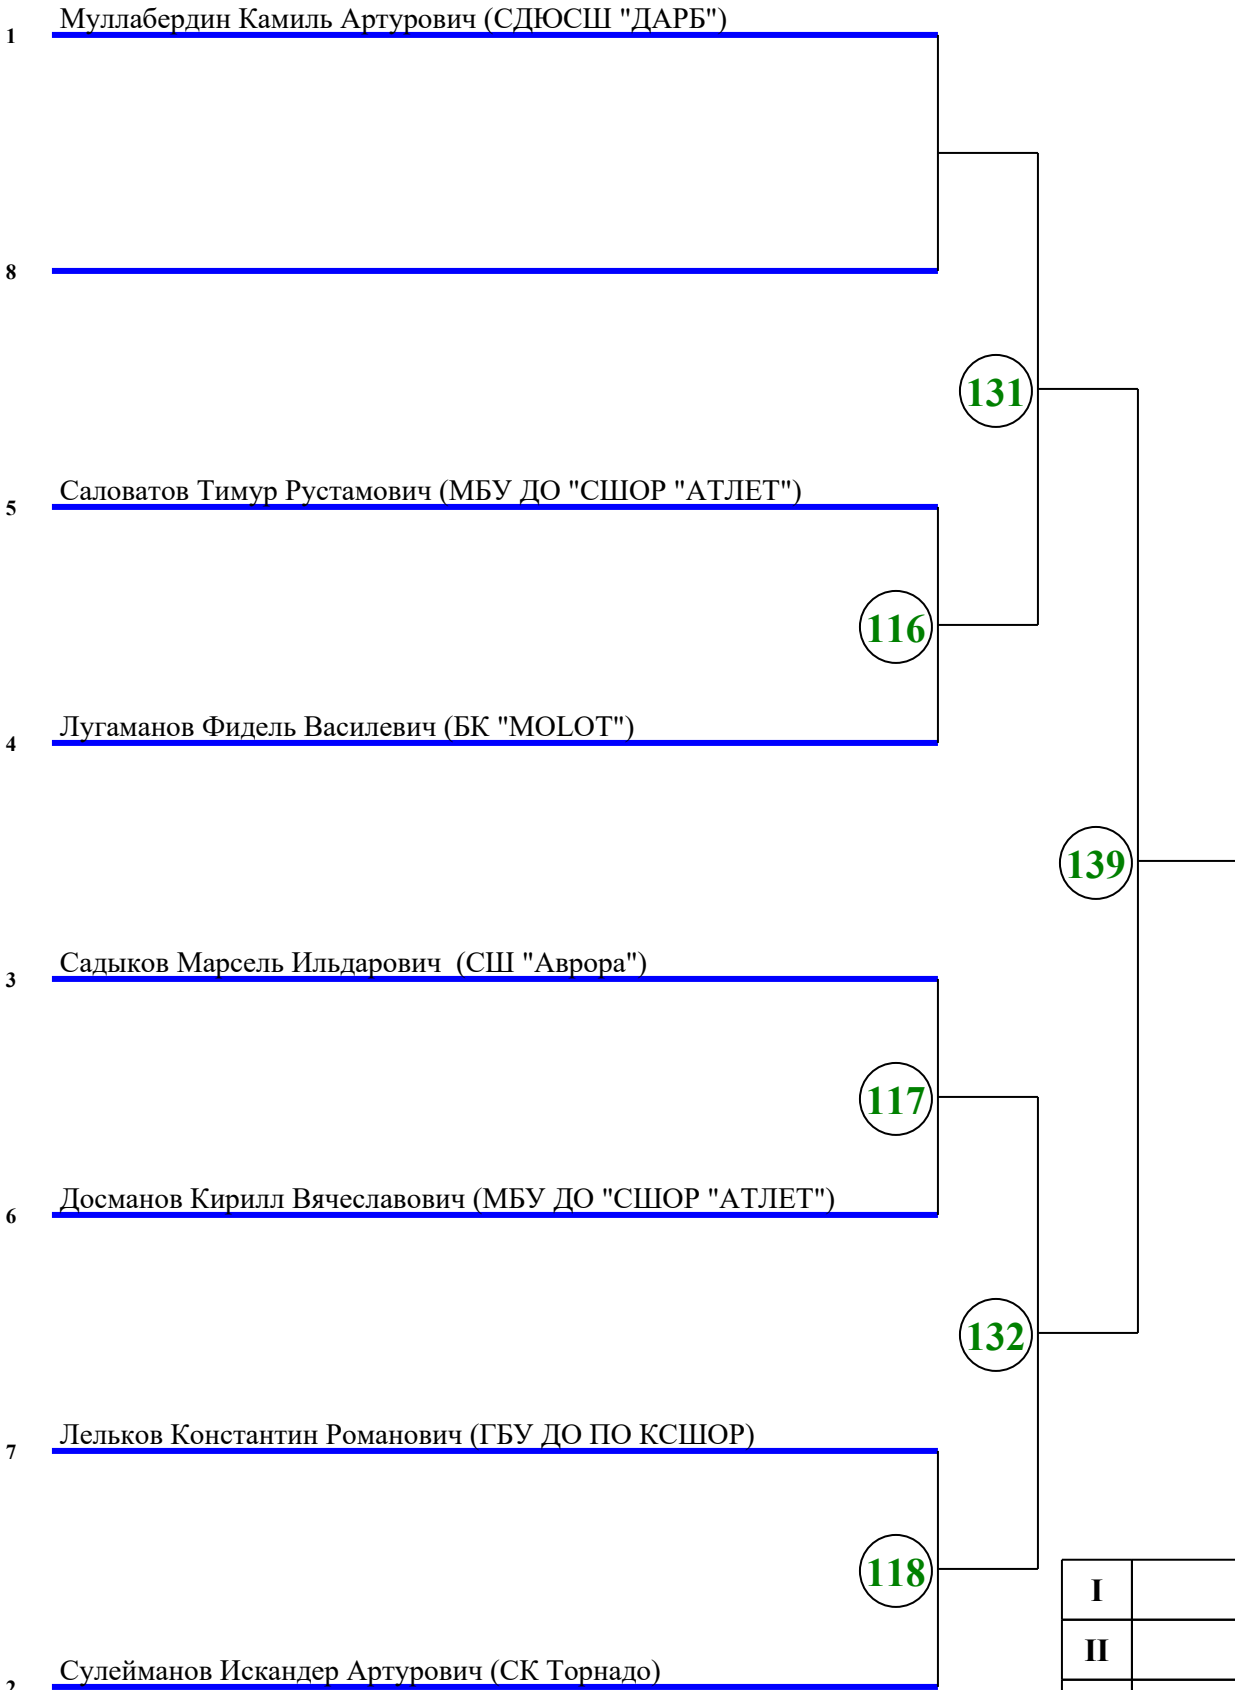 Муллабердин Камиль Артурович (СДЮСШ "ДАРБ")
1
8
131
Саловатов Тимур Рустамович (МБУ ДО "СШОР "АТЛЕТ")
5
116
Лугаманов Фидель Василевич (БК "MOLOT")
4
139
Садыков Марсель Ильдарович (СШ "Аврора")
3
117
Досманов Кирилл Вячеславович (МБУ ДО "СШОР "АТЛЕТ")
6
132
Лельков Константин Романович (ГБУ ДО ПО КСШОР)
7
118
I
II
Сулейманов Искандер Артурович (СК Торнадо)
2